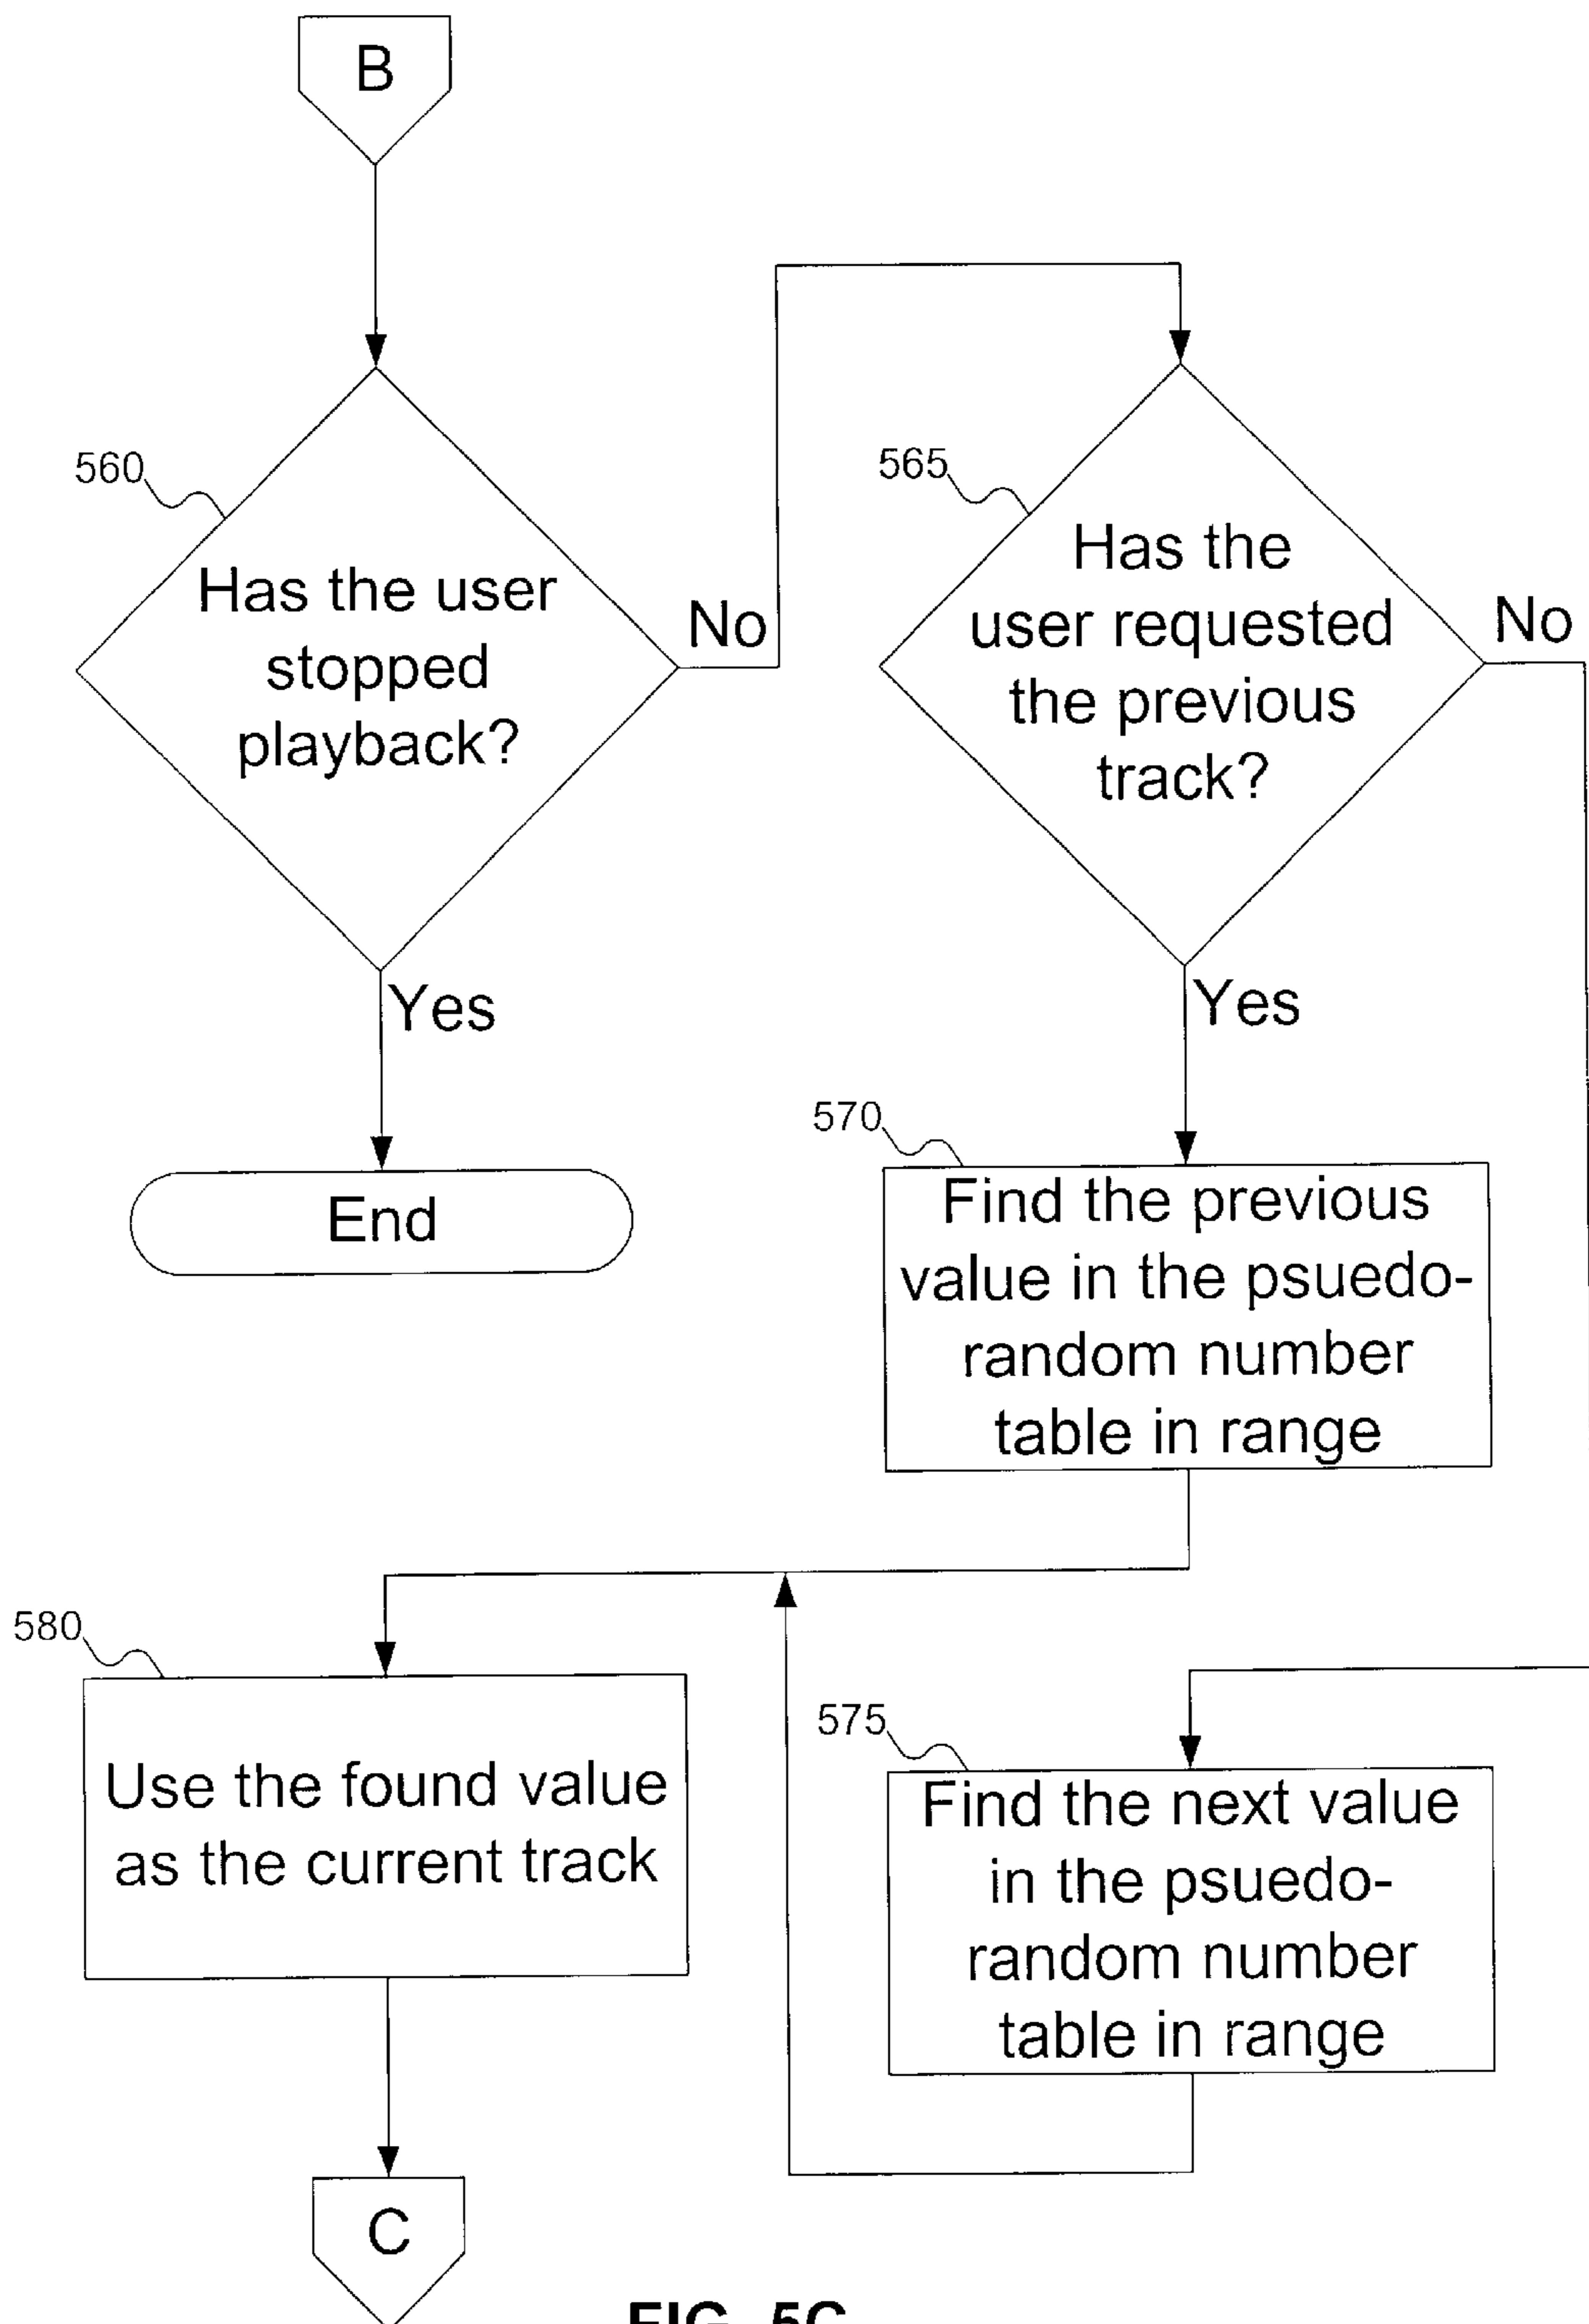 B
560
Has the user
stopped
playback?
No
Yes
End
565
Has the
user requested
the previous
track?
No
Yes
570
Find the previous
value in the psuedo-
random number
table in range
580
Use the found value
as the current track
575
Find the next value
in the psuedo-
random number
table in range
C
FIG. 5C